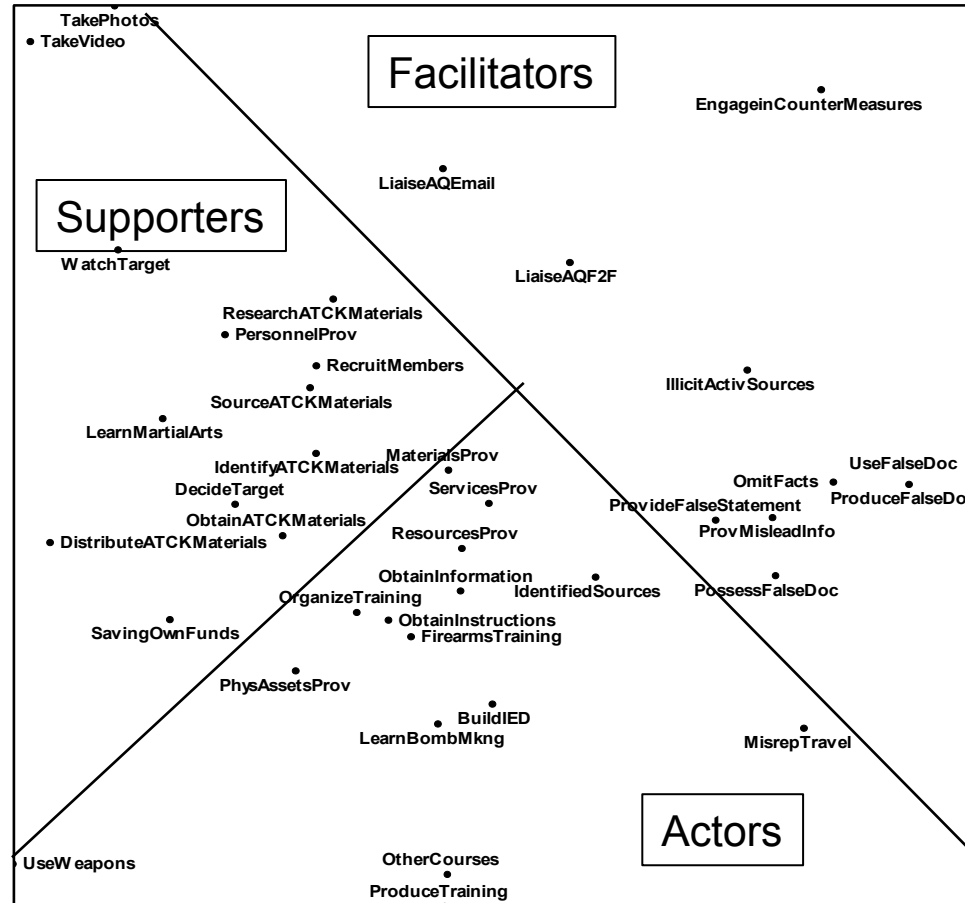 TakePhotos
TakeVideo
Facilitators
EngageinCounterMeasures
LiaiseAQEmail
Supporters
WatchTarget
LiaiseAQF2F
ResearchATCKMaterials
PersonnelProv
RecruitMembers
IllicitActivSources
SourceATCKMaterials
LearnMartialArts
MaterialsProv
IdentifyATCKMaterials
UseFalseDoc
OmitFacts
DecideTarget
ServicesProv
ProduceFalseDo
ProvideFalseStatement
ObtainATCKMaterials
ProvMisleadInfo
ResourcesProv
DistributeATCKMaterials
ObtainInformation
IdentifiedSources
PossessFalseDoc
OrganizeTraining
ObtainInstructions
SavingOwnFunds
FirearmsTraining
PhysAssetsProv
BuildIED
LearnBombMkng
MisrepTravel
Actors
UseWeapons
OtherCourses
ProduceTraining